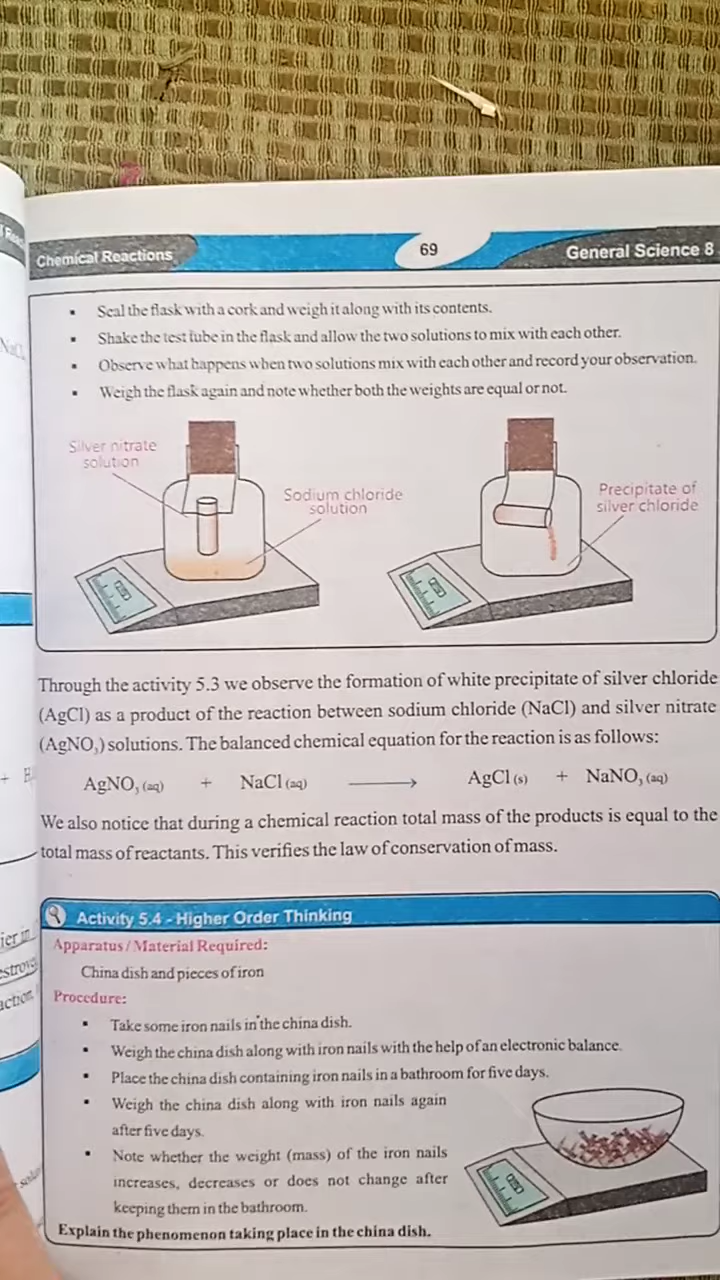 Chemical Reactions
69
General Science 8
▪ Seal the flask with a cork and weigh it along with its contents.
▪ Shake the test tube in the flask and allow the two solutions to mix with each other.
▪ Observe what happens when two solutions mix with each other and record your observation.
▪ Weigh the flask again and note whether both the weights are equal or not.
Silver nitrate
solution
Sodium chloride
solution
Precipitate of
silver chloride
Through the activity 5.3 we observe the formation of white precipitate of silver chloride
(AgCl) as a product of the reaction between sodium chloride (NaCl) and silver nitrate
(AgNO₃) solutions. The balanced chemical equation for the reaction is as follows:
AgNO₃ (aq) + NaCl (aq) ⟶ AgCl (s) + NaNO₃ (aq)
We also notice that during a chemical reaction total mass of the products is equal to the
total mass of reactants. This verifies the law of conservation of mass.
Activity 5.4 - Higher Order Thinking
Apparatus / Material Required:
China dish and pieces of iron
Procedure:
▪ Take some iron nails in the china dish.
▪ Weigh the china dish along with iron nails with the help of an electronic balance.
▪ Place the china dish containing iron nails in a bathroom for five days.
▪ Weigh the china dish along with iron nails again
after five days.
▪ Note whether the weight (mass) of the iron nails
increases, decreases or does not change after
keeping them in the bathroom.
Explain the phenomenon taking place in the china dish.